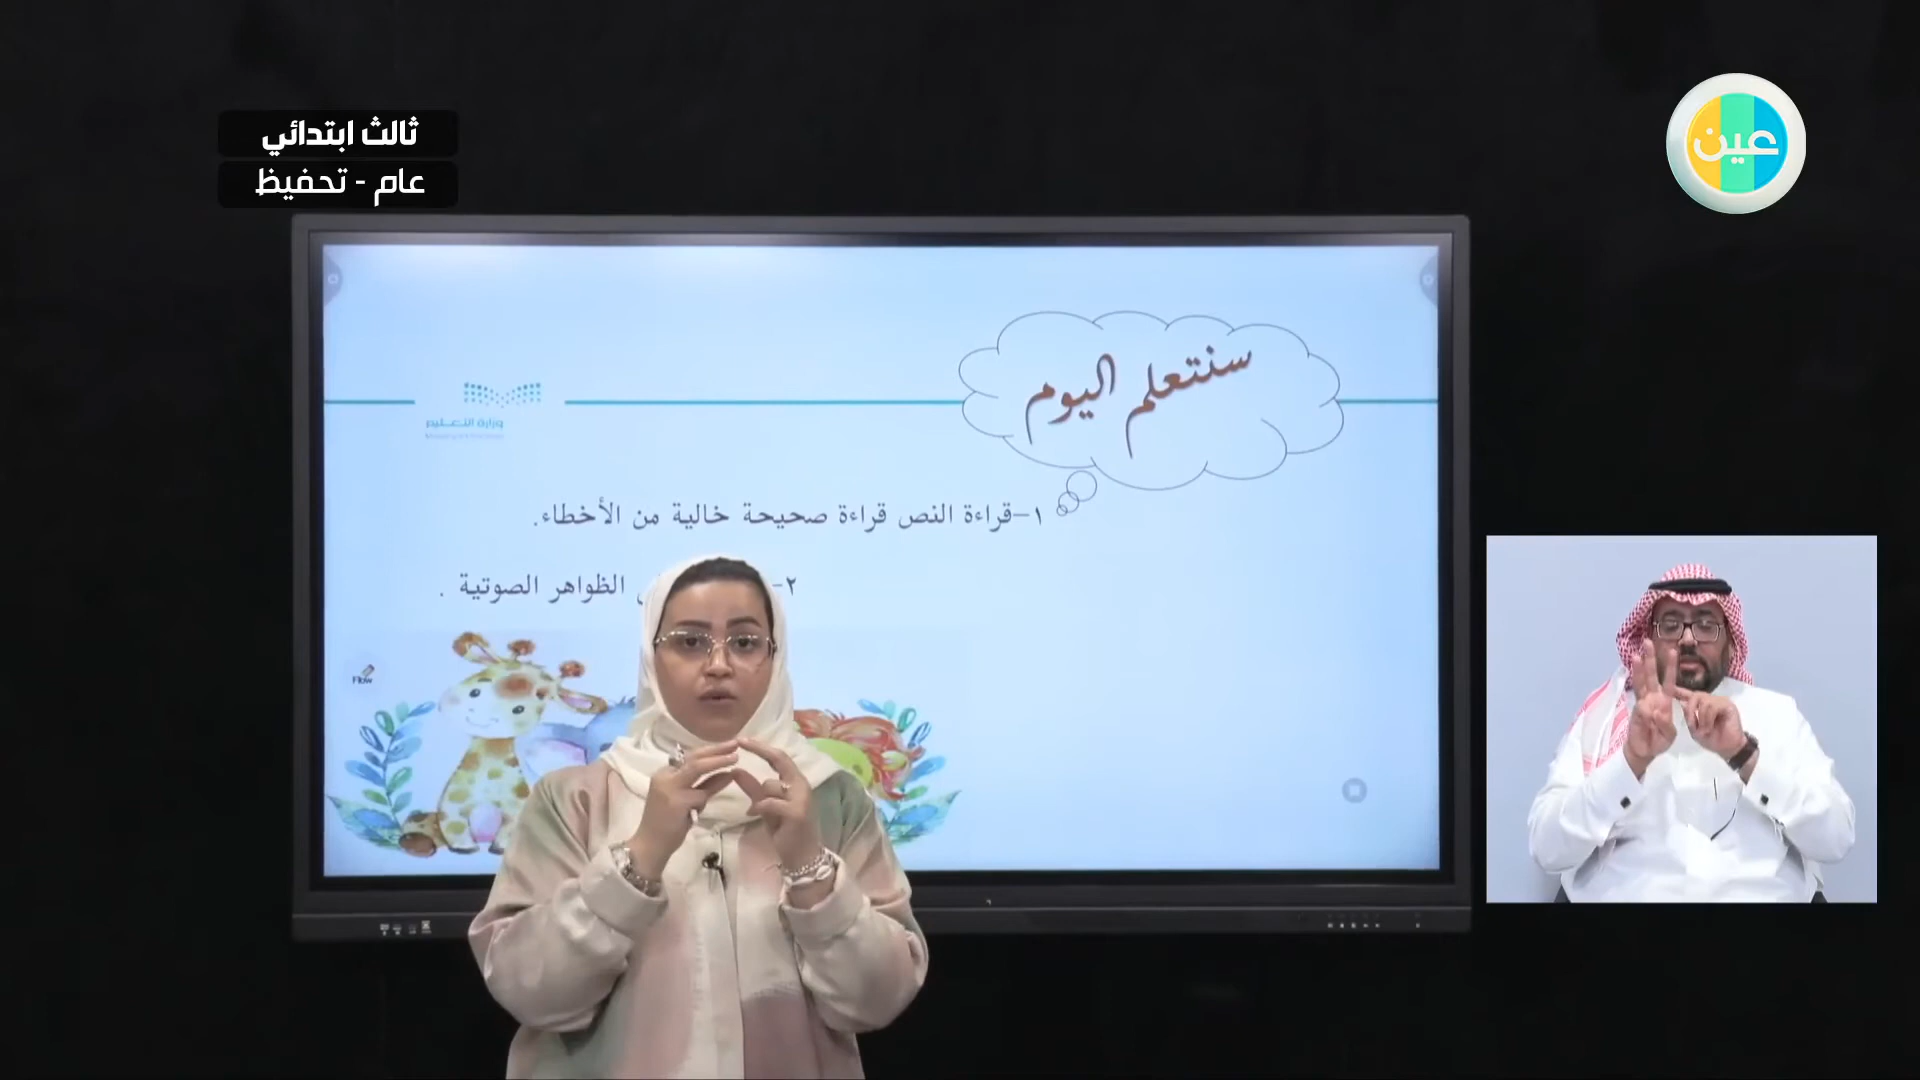 ثالث ابتدائي
عام - تحفيظ
عين
سنتعلم اليوم
وزارة التعليم
١-قراءة النص قراءة صحيحة خالية من الأخطاء.
٢- الظواهر الصوتية .
Flow